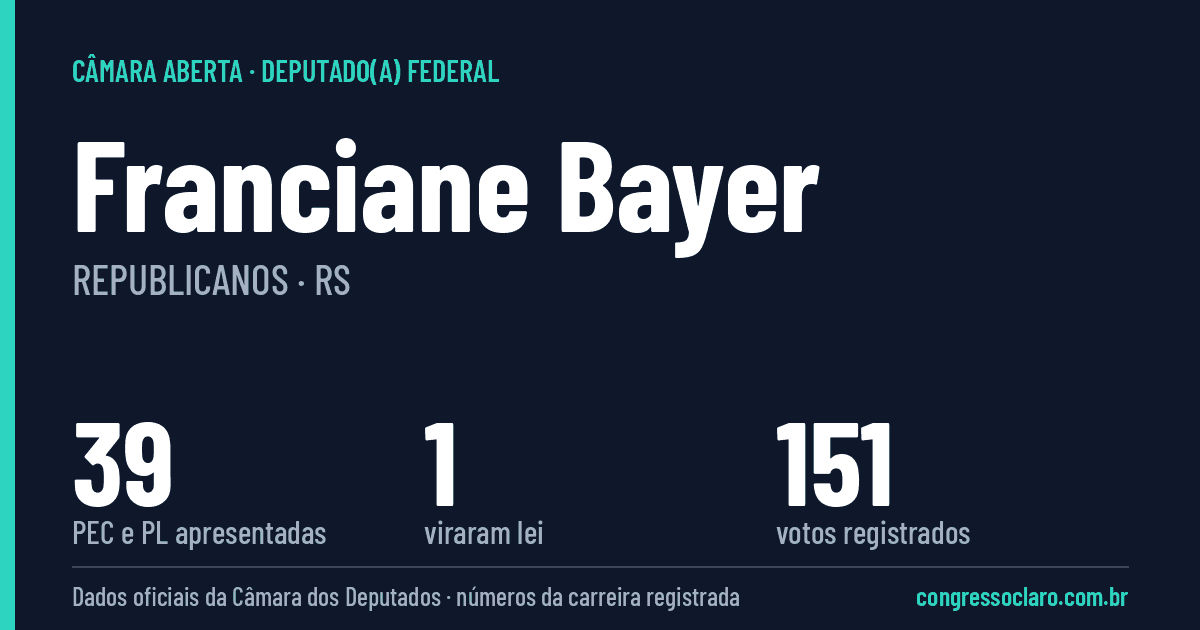 CÂMARA ABERTA · DEPUTADO(A) FEDERAL
Franciane Bayer
REPUBLICANOS · RS
39 1 151
PEC e PL apresentadas viraram lei votos registrados
Dados oficiais da Câmara dos Deputados · números da carreira registrada congressoclaro.com.br